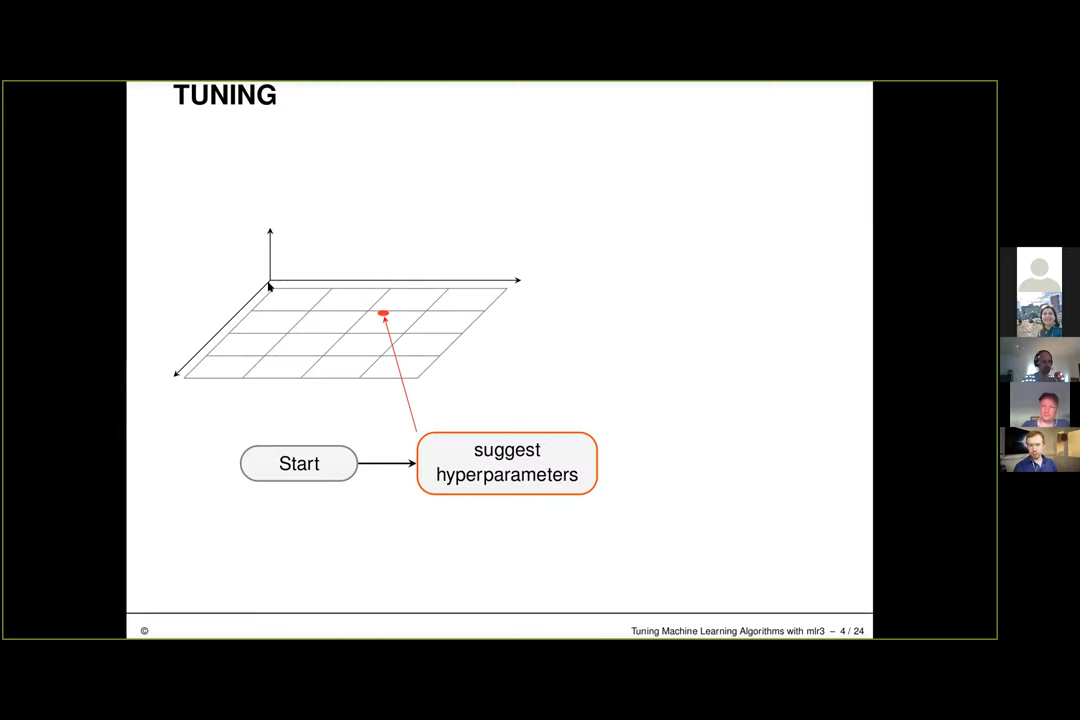 TUNING
Start
suggest
hyperparameters
©
Tuning Machine Learning Algorithms with mlr3 – 4 / 24